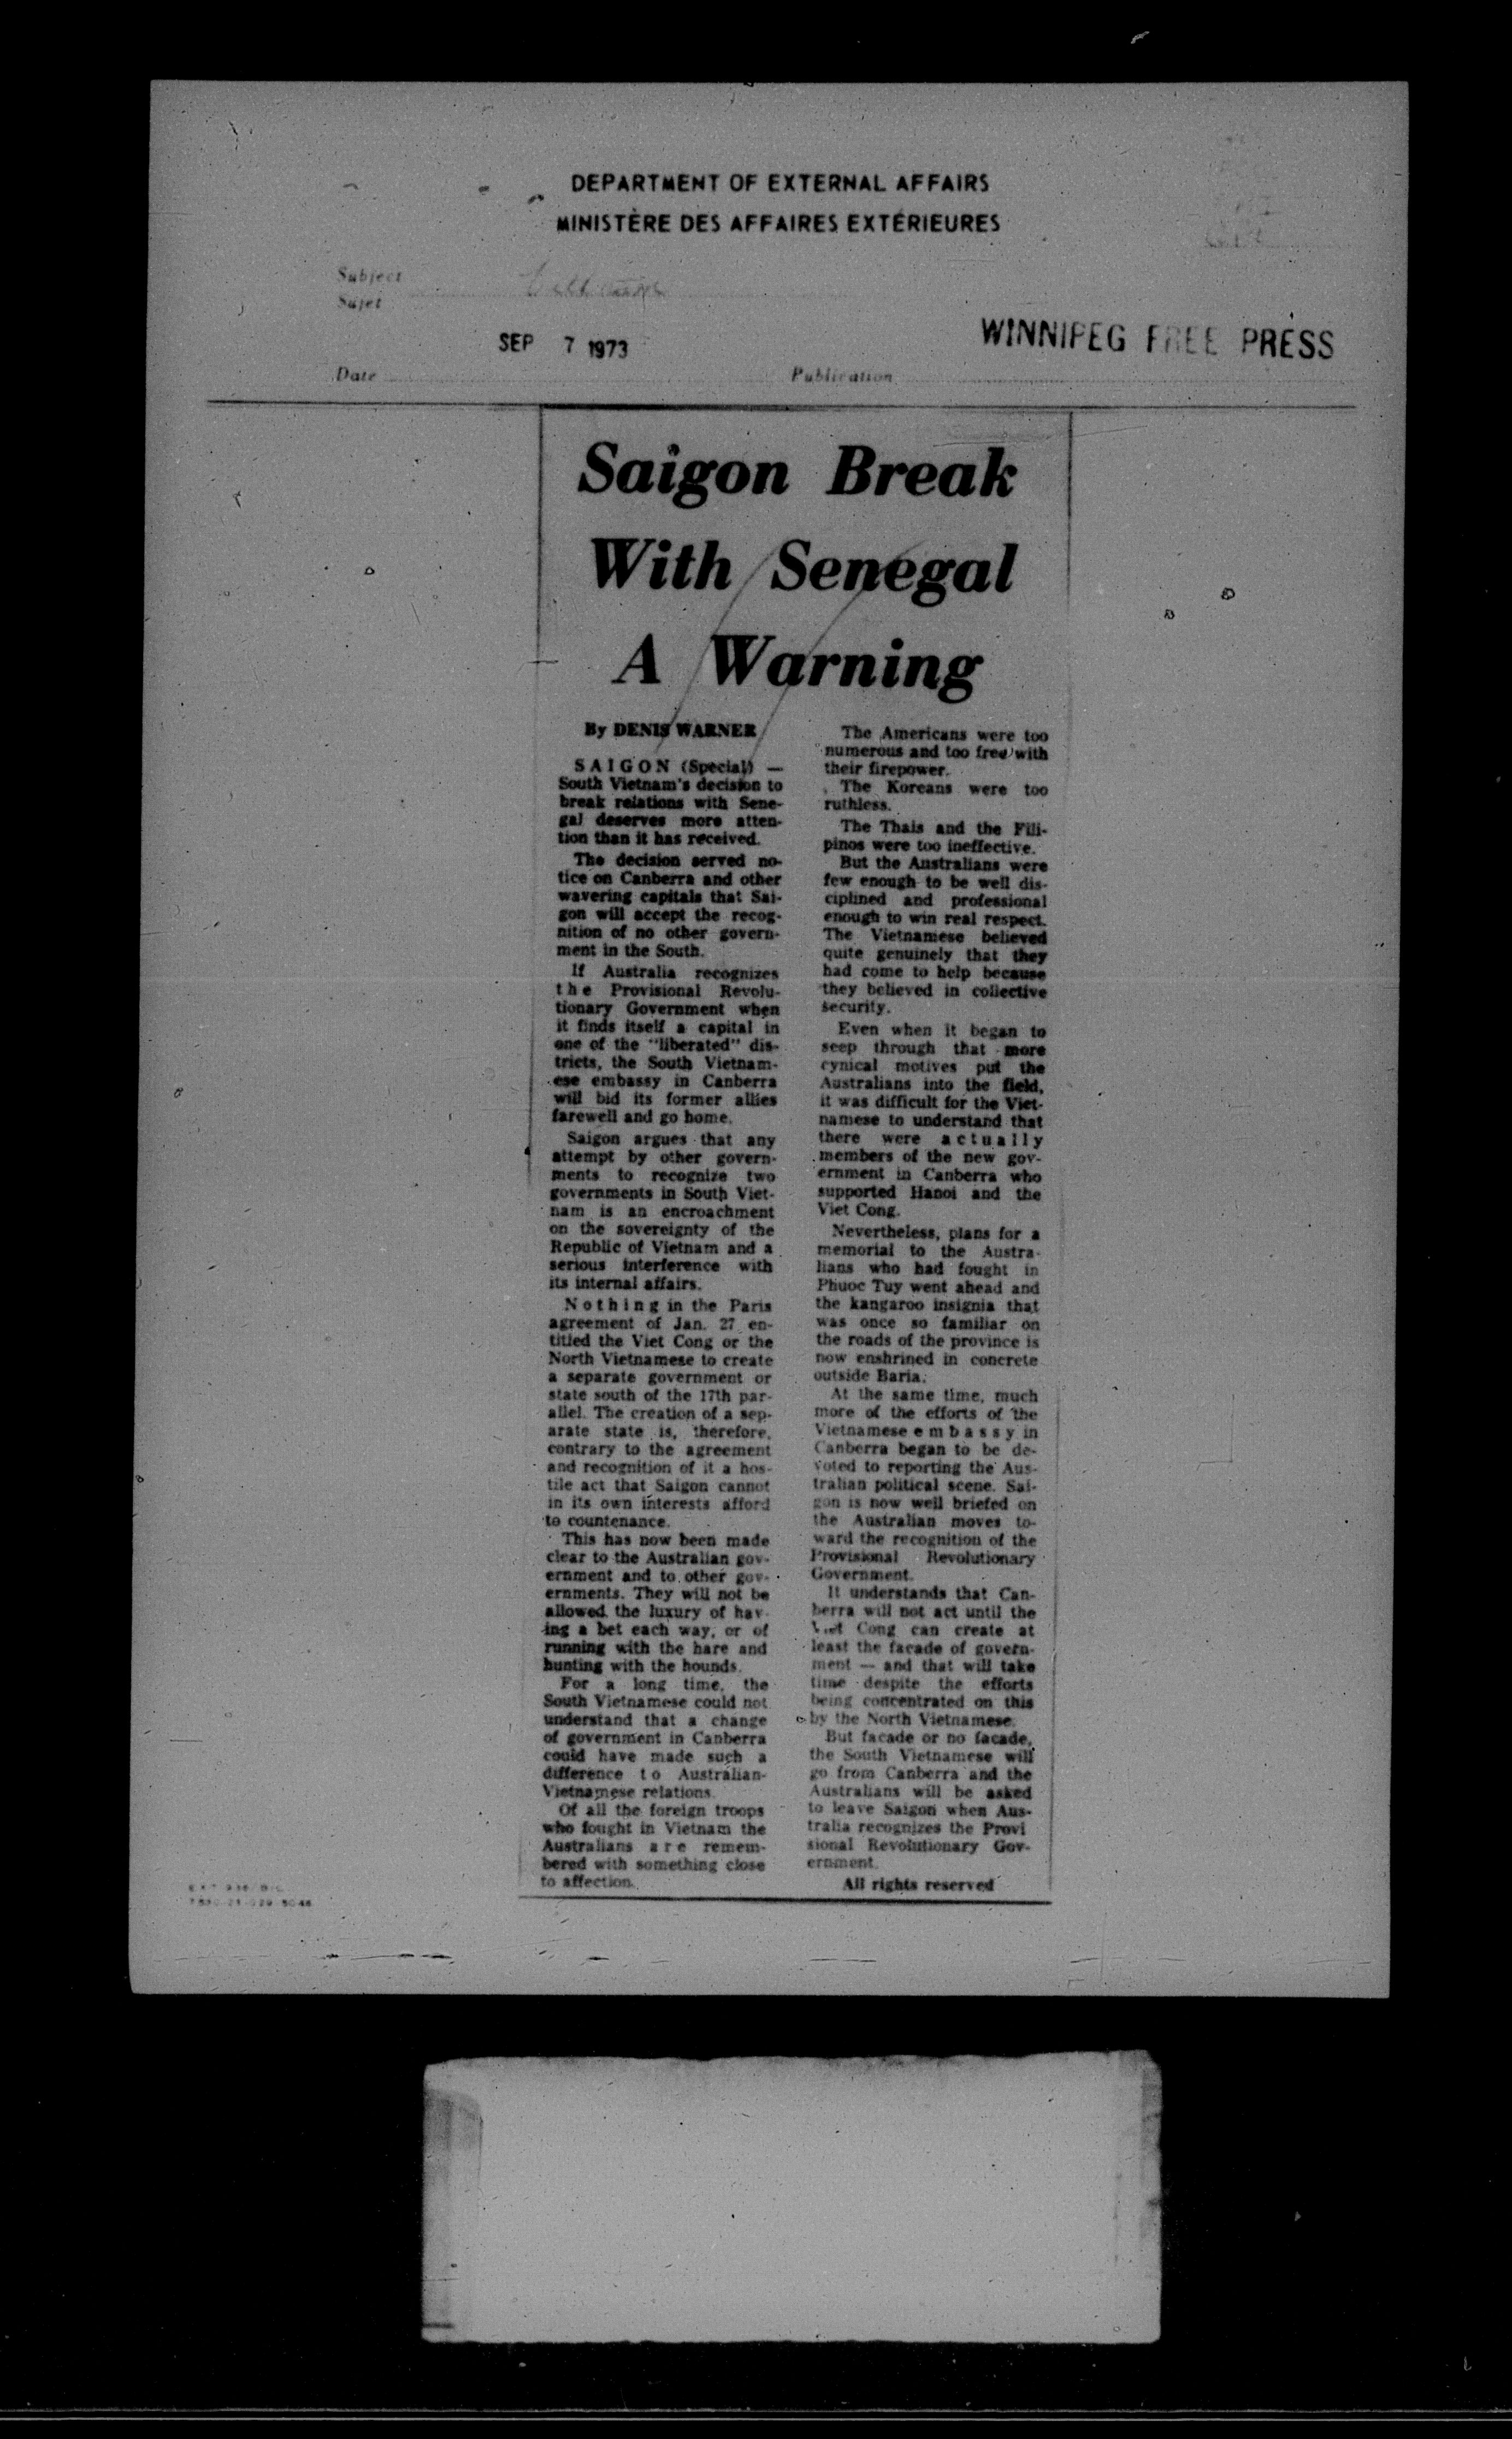 DEPARTMENT OF EXTERNAL AFFAIRS
MINISTÈRE DES AFFAIRES EXTÉRIEURES
Subject
Sujet
SEP 7 1973
WINNIPEG FREE PRESS
Date
Publication
Saigon Break
With Senegal
A Warning
By DENIS WARNER
SAIGON (Special) —
South Vietnam's decision to
break relations with Sene-
gal deserves more atten-
tion than it has received.
The decision served no-
tice on Canberra and other
wavering capitals that Sai-
gon will accept the recog-
nition of no other govern-
ment in the South.
If Australia recognizes
the Provisional Revolu-
tionary Government when
it finds itself a capital in
one of the "liberated" dis-
tricts, the South Vietnam-
ese embassy in Canberra
will bid its former allies
farewell and go home.
Saigon argues that any
attempt by other govern-
ments to recognize two
governments in South Viet-
nam is an encroachment
on the sovereignty of the
Republic of Vietnam and a
serious interference with
its internal affairs.
Nothing in the Paris
agreement of Jan. 27 en-
titled the Viet Cong or the
North Vietnamese to create
a separate government or
state south of the 17th par-
allel. The creation of a sep-
arate state is, therefore,
contrary to the agreement
and recognition of it a hos-
tile act that Saigon cannot
in its own interests afford
to countenance.
This has now been made
clear to the Australian gov-
ernment and to other gov-
ernments. They will not be
allowed the luxury of hav-
ing a bet each way, or of
running with the hare and
hunting with the hounds.
For a long time, the
South Vietnamese could not
understand that a change
of government in Canberra
could have made such a
difference to Australian-
Vietnamese relations.
Of all the foreign troops
who fought in Vietnam the
Australians are remem-
bered with something close
to affection.
The Americans were too
numerous and too free with
their firepower.
The Koreans were too
ruthless.
The Thais and the Fili-
pinos were too ineffective.
But the Australians were
few enough to be well dis-
ciplined and professional
enough to win real respect.
The Vietnamese believed
quite genuinely that they
had come to help because
they believed in collective
security.
Even when it began to
seep through that more
cynical motives put the
Australians into the field,
it was difficult for the Viet-
namese to understand that
there were actually
members of the new gov-
ernment in Canberra who
supported Hanoi and the
Viet Cong.
Nevertheless, plans for a
memorial to the Austra-
lians who had fought in
Phuoc Tuy went ahead and
the kangaroo insignia that
was once so familiar on
the roads of the province is
now enshrined in concrete
outside Baria.
At the same time, much
more of the efforts of the
Vietnamese embassy in
Canberra began to be de-
voted to reporting the Aus-
tralian political scene. Sai-
gon is now well briefed on
the Australian moves to-
ward the recognition of the
Provisional Revolutionary
Government.
It understands that Can-
berra will not act until the
Viet Cong can create at
least the facade of govern-
ment — and that will take
time despite the efforts
being concentrated on this
by the North Vietnamese.
But facade or no facade,
the South Vietnamese will
go from Canberra and the
Australians will be asked
to leave Saigon when Aus-
tralia recognizes the Provi
sional Revolutionary Gov-
ernment.
All rights reserved